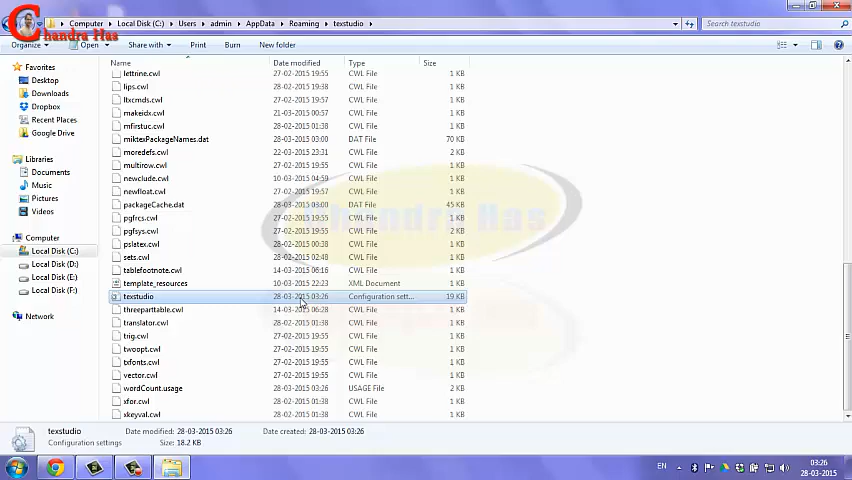 Computer ▸ Local Disk (C:) ▸ Users ▸ admin ▸ AppData ▸ Roaming ▸ texstudio ▸
Search texstudio
Chandra Has
Organize Open Share with Print Burn New folder
Name Date modified Type Size
Favorites
Desktop
Downloads
Dropbox
Recent Places
Google Drive
Libraries
Documents
Music
Pictures
Videos
Computer
Local Disk (C:)
Local Disk (D:)
Local Disk (E:)
Local Disk (F:)
Network
lettrine.cwl 27-02-2015 19:55 CWL File 1 KB
lips.cwl 28-02-2015 19:38 CWL File 1 KB
ltxcmds.cwl 27-02-2015 19:55 CWL File 1 KB
makeidx.cwl 21-03-2015 00:57 CWL File 1 KB
mfirstuc.cwl 28-02-2015 01:38 CWL File 1 KB
miktexPackageNames.dat 28-03-2015 03:00 DAT File 70 KB
moredefs.cwl 22-02-2015 23:31 CWL File 2 KB
multirow.cwl 27-02-2015 19:55 CWL File 1 KB
newclude.cwl 10-03-2015 04:59 CWL File 1 KB
newfloat.cwl 27-02-2015 19:57 CWL File 1 KB
packageCache.dat 28-03-2015 03:00 DAT File 45 KB
pgfrcs.cwl 27-02-2015 19:55 CWL File 1 KB
pgfsys.cwl 27-02-2015 19:55 CWL File 2 KB
pslatex.cwl 28-02-2015 00:38 CWL File 1 KB
sets.cwl 28-02-2015 02:48 CWL File 1 KB
tablefootnote.cwl 14-03-2015 06:16 CWL File 1 KB
template_resources 10-03-2015 22:23 XML Document 1 KB
texstudio 28-03-2015 03:26 Configuration sett... 19 KB
threeparttable.cwl 14-03-2015 06:28 CWL File 1 KB
translator.cwl 28-02-2015 01:38 CWL File 1 KB
trig.cwl 27-02-2015 19:55 CWL File 1 KB
twoopt.cwl 27-02-2015 19:55 CWL File 1 KB
txfonts.cwl 27-02-2015 19:55 CWL File 1 KB
vector.cwl 27-02-2015 19:55 CWL File 1 KB
wordCount.usage 28-03-2015 03:26 USAGE File 2 KB
xfor.cwl 28-02-2015 01:38 CWL File 1 KB
xkeyval.cwl 28-02-2015 01:38 CWL File 1 KB
Chandra Has
texstudio Date modified: 28-03-2015 03:26 Date created: 28-03-2015 03:26
Configuration settings Size: 18.2 KB
EN
03:26
28-03-2015